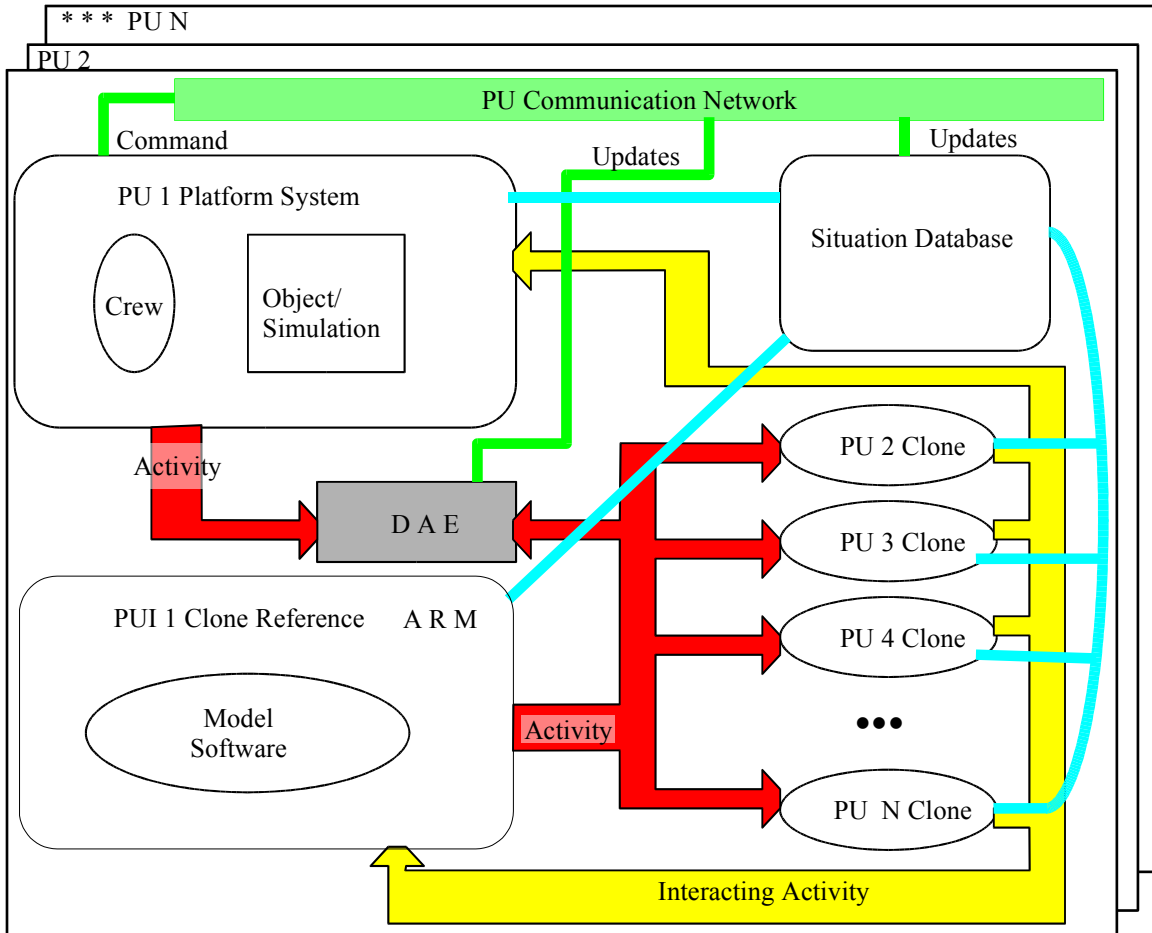 * * * PU N
PU 2
PU Communication Network
Command
Updates
Updates
PU 1 Platform System
Situation Database
Crew
Object/
Simulation
Activity
PU 2 Clone
D A E
PU 3 Clone
PUI 1 Clone Reference
A R M
PU 4 Clone
Model
Software
Activity
•••
PU N Clone
Interacting Activity